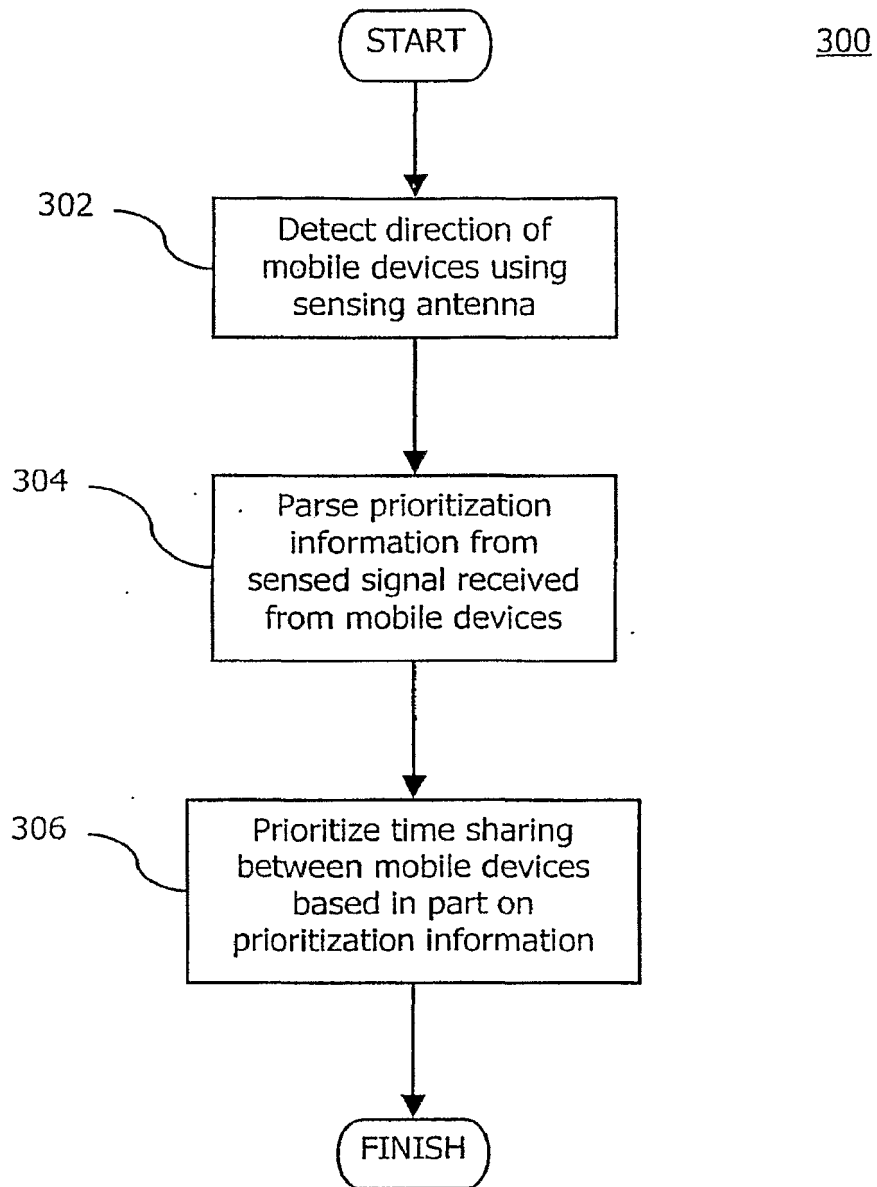 START
300
302
Detect direction of
mobile devices using
sensing antenna
304
Parse prioritization
information from
sensed signal received
from mobile devices
306
Prioritize time sharing
between mobile devices
based in part on
prioritization information
FINISH